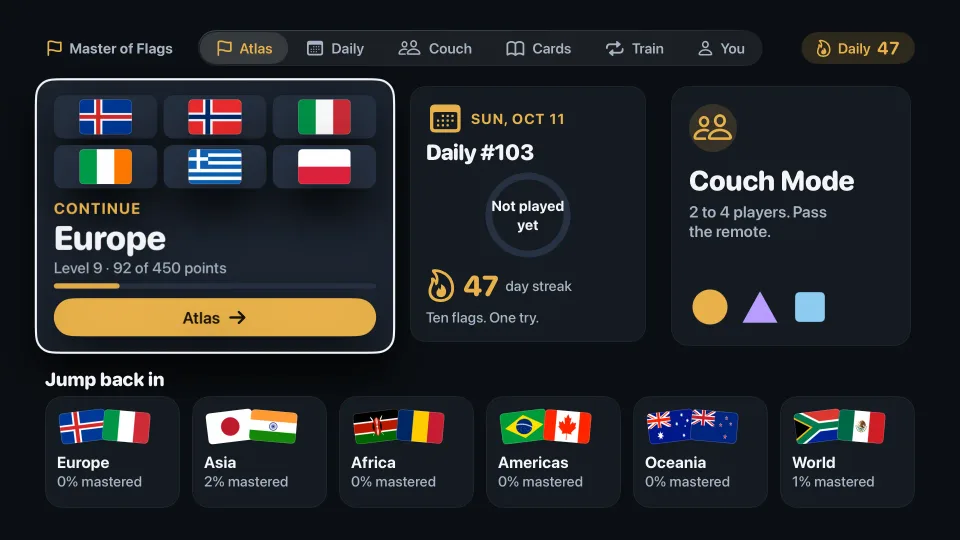 Master of Flags
Atlas
Daily
Couch
Cards
Train
You
Daily 47
CONTINUE
Europe
Level 9 · 92 of 450 points
Atlas →
SUN, OCT 11
Daily #103
Not played
yet
47 day streak
Ten flags. One try.
Couch Mode
2 to 4 players. Pass
the remote.
Jump back in
Europe
0% mastered
Asia
2% mastered
Africa
0% mastered
Americas
0% mastered
Oceania
0% mastered
World
1% mastered